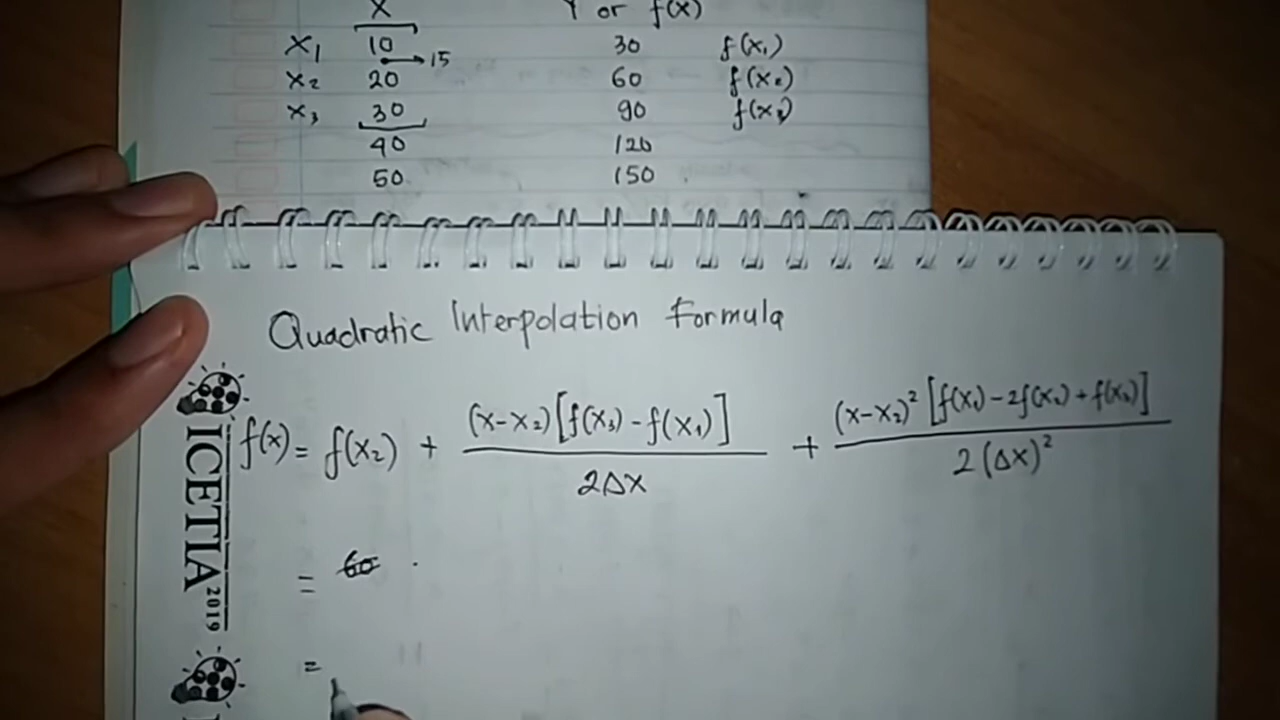 X Y or f(x)
X1 10 30 f(x1)
15
X2 20 60 f(x2)
X3 30 90 f(x3)
40 120
50 150
Quadratic Interpolation Formula
f(x) = f(x2) + (x-x2)[f(x3) - f(x1)] / 2Δx + (x-x2)² [f(x1) - 2f(x2) + f(x3)] / 2(Δx)²
= 60
=
ICETIA 2019